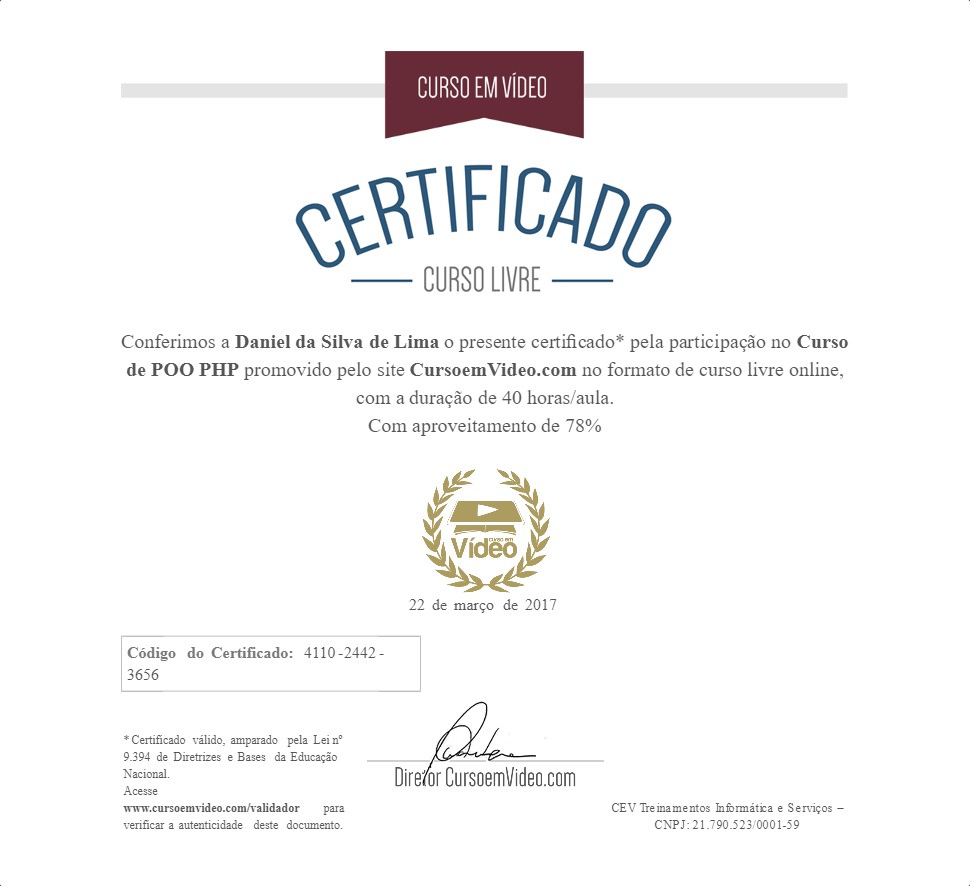 CURSO EM VÍDEO
CERTIFICADO
CURSO LIVRE
Conferimos a Daniel da Silva de Lima o presente certificado* pela participação no Curso
de POO PHP promovido pelo site CursoemVideo.com no formato de curso livre online,
com a duração de 40 horas/aula.
Com aproveitamento de 78%
curso em
Vídeo
22 de março de 2017
Código do Certificado: 4110-2442-
3656
* Certificado válido, amparado pela Lei nº
9.394 de Diretrizes e Bases da Educação
Nacional.
Acesse
www.cursoemvideo.com/validador para
verificar a autenticidade deste documento.
Diretor CursoemVideo.com
CEV Treinamentos Informática e Serviços –
CNPJ: 21.790.523/0001-59